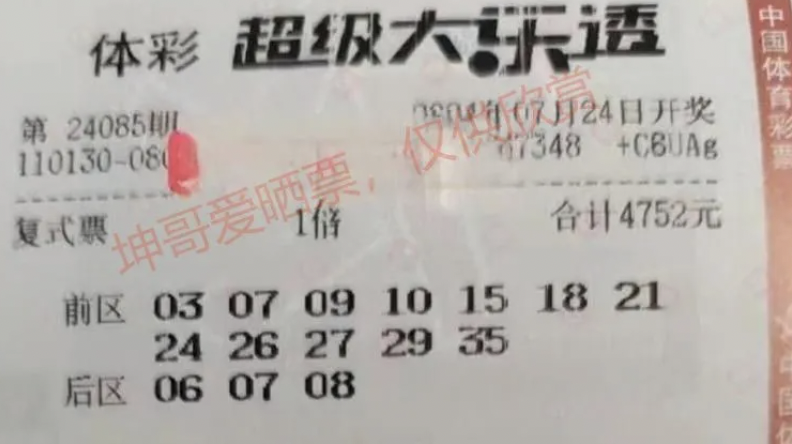 体彩 超级大乐透
第 24085期
年07月24日开奖
110130-08
67348 +C6UAg
复式票 1倍 合计4752元
前区 03 07 09 10 15 18 21
24 26 27 29 35
后区 06 07 08
坤哥爱晒票，仅供欣赏
中国体育彩票
中国体